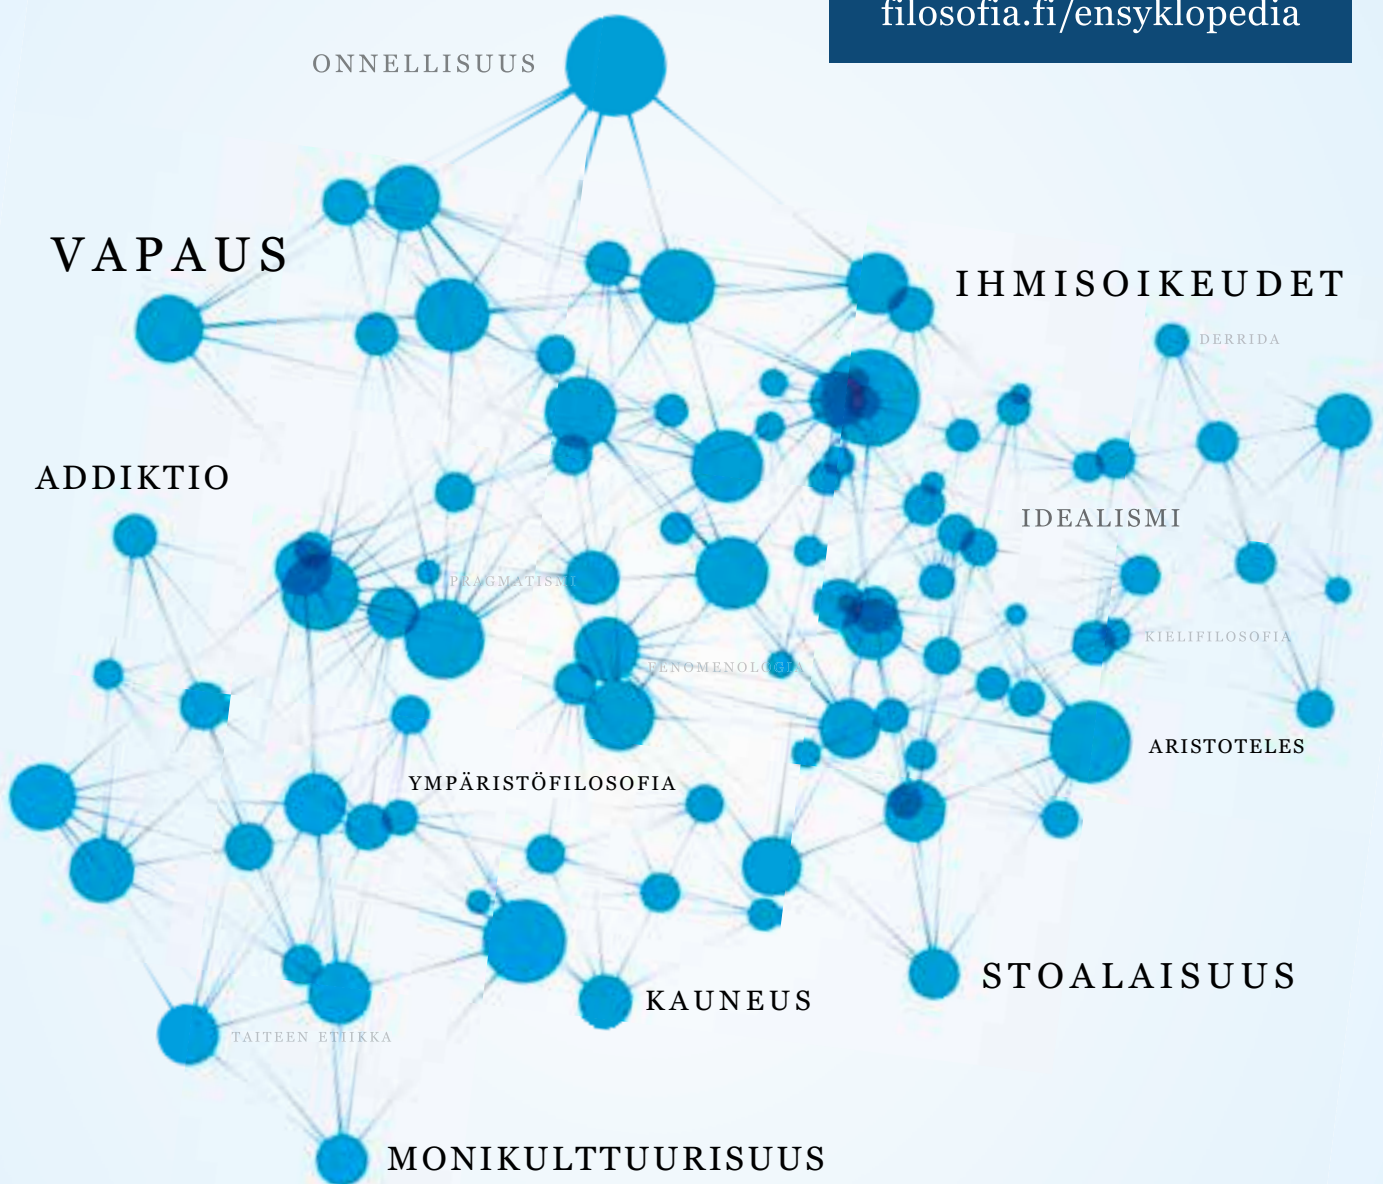 filosofia.fi/ensyklopedia
ONNELLISUUS
VAPAUS
IHMISOIKEUDET
DERRIDA
ADDIKTIO
IDEALISMI
PRAGMATISMI
KIELIFILOSOFIA
FENOMENOLOGIA
ARISTOTELES
YMPÄRISTÖFILOSOFIA
STOALAISUUS
KAUNEUS
TAITEEN ETIIKKA
MONIKULTTUURISUUS